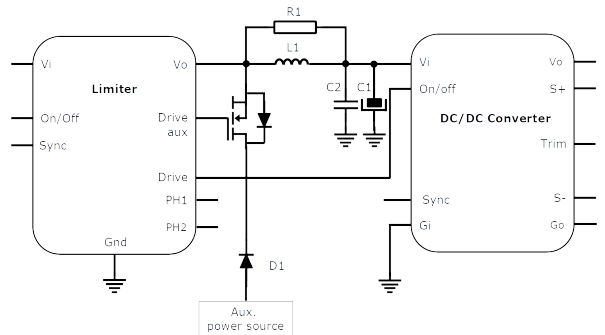 R1
L1
Vi
Vo
Limiter
C2
C1
Vi
On/off
Vo
S+
On/Off
Drive
aux
DC/DC Converter
Sync
Trim
Drive
PH1
Sync
S-
PH2
Gi
Go
Gnd
D1
Aux.
power source